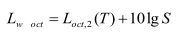 L_{w oct} = L_{oct,2}(T) + 10 lg S